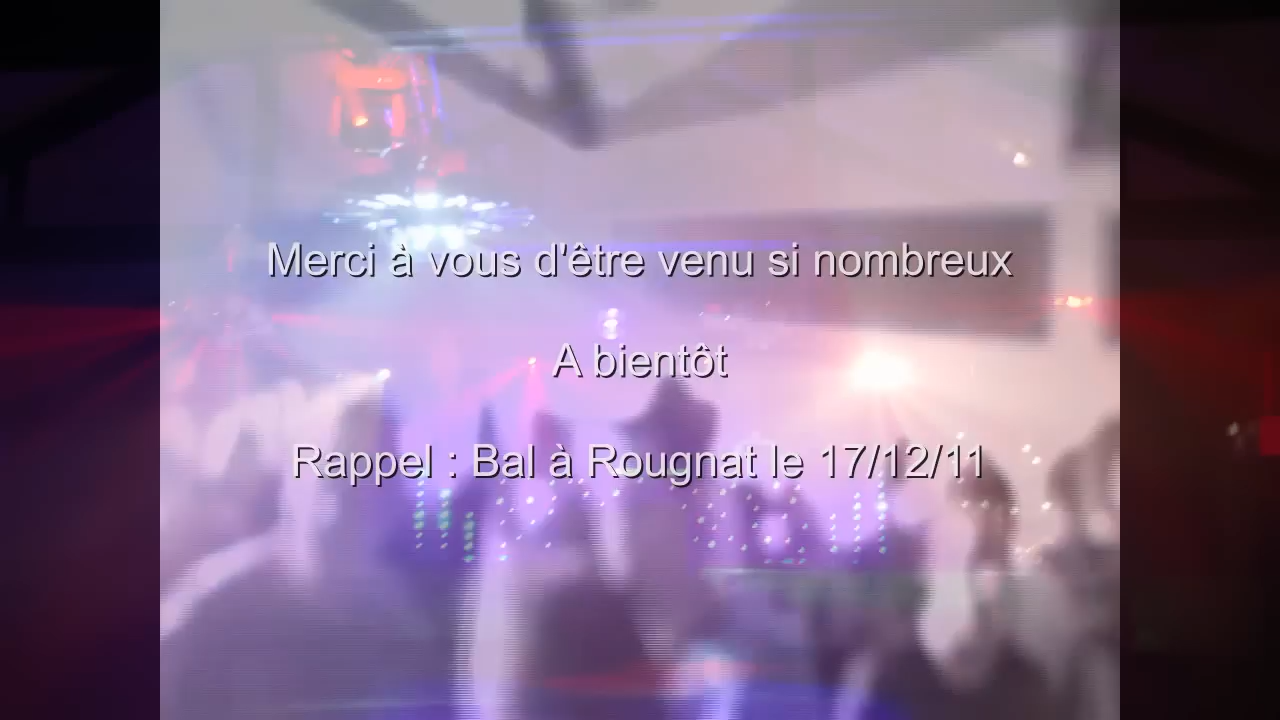 Merci à vous d'être venu si nombreux
A bientôt
Rappel : Bal à Rougnat le 17/12/11